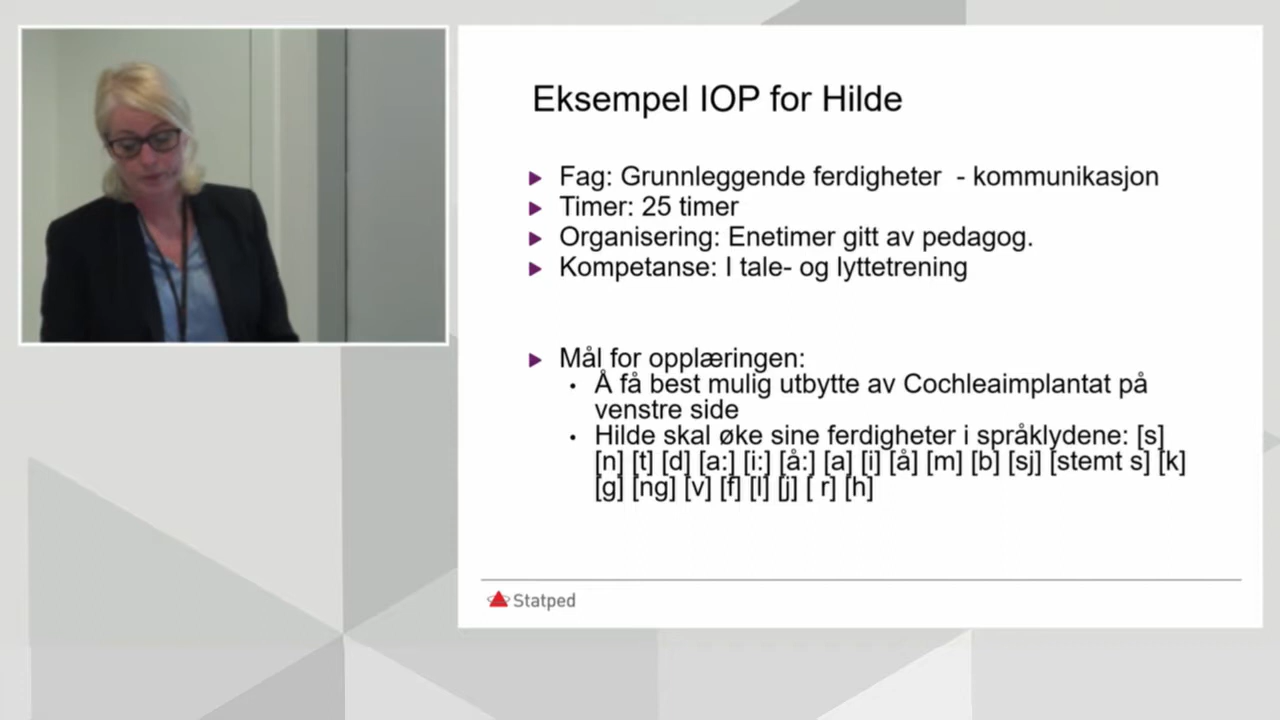 Eksempel IOP for Hilde
Fag: Grunnleggende ferdigheter - kommunikasjon
Timer: 25 timer
Organisering: Enetimer gitt av pedagog.
Kompetanse: I tale- og lyttetrening
Mål for opplæringen:
Å få best mulig utbytte av Cochleaimplantat på
venstre side
Hilde skal øke sine ferdigheter i språklydene: [s]
[n] [t] [d] [a:] [i:] [å:] [a] [i] [å] [m] [b] [sj] [stemt s] [k]
[g] [ng] [v] [f] [l] [j] [ r] [h]
Statped